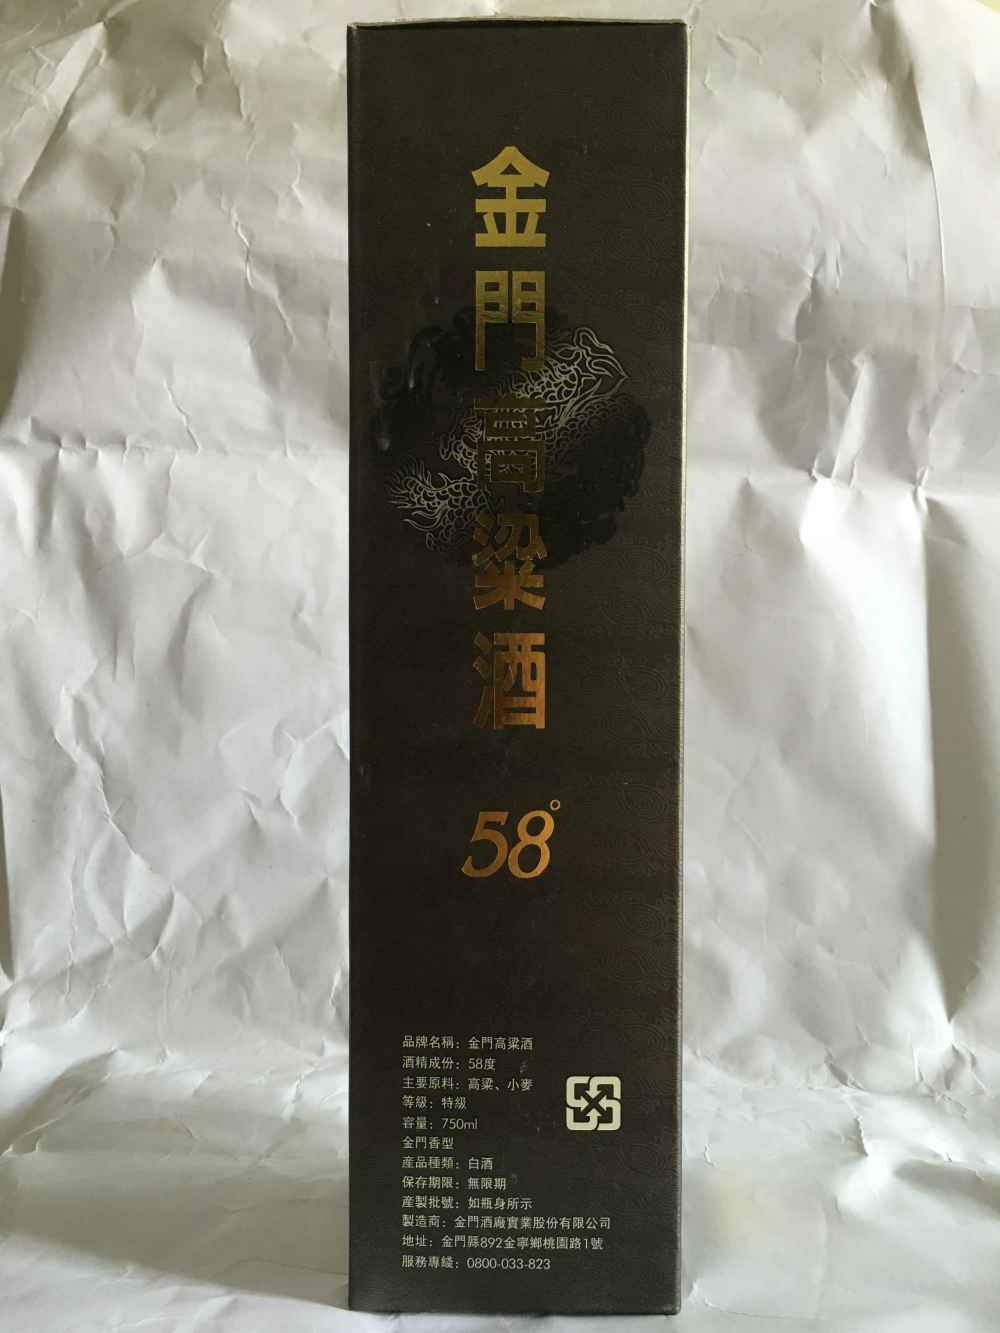 金門高粱酒
58°
品牌名稱：金門高粱酒
酒精成份：58度
主要原料：高粱、小麥
等級：特級
容量：750ml
金門香型
產品種類：白酒
保存期限：無限期
產製批號：如瓶身所示
製造商：金門酒廠實業股份有限公司
地址：金門縣892金寧鄉桃園路1號
服務專綫：0800-033-823